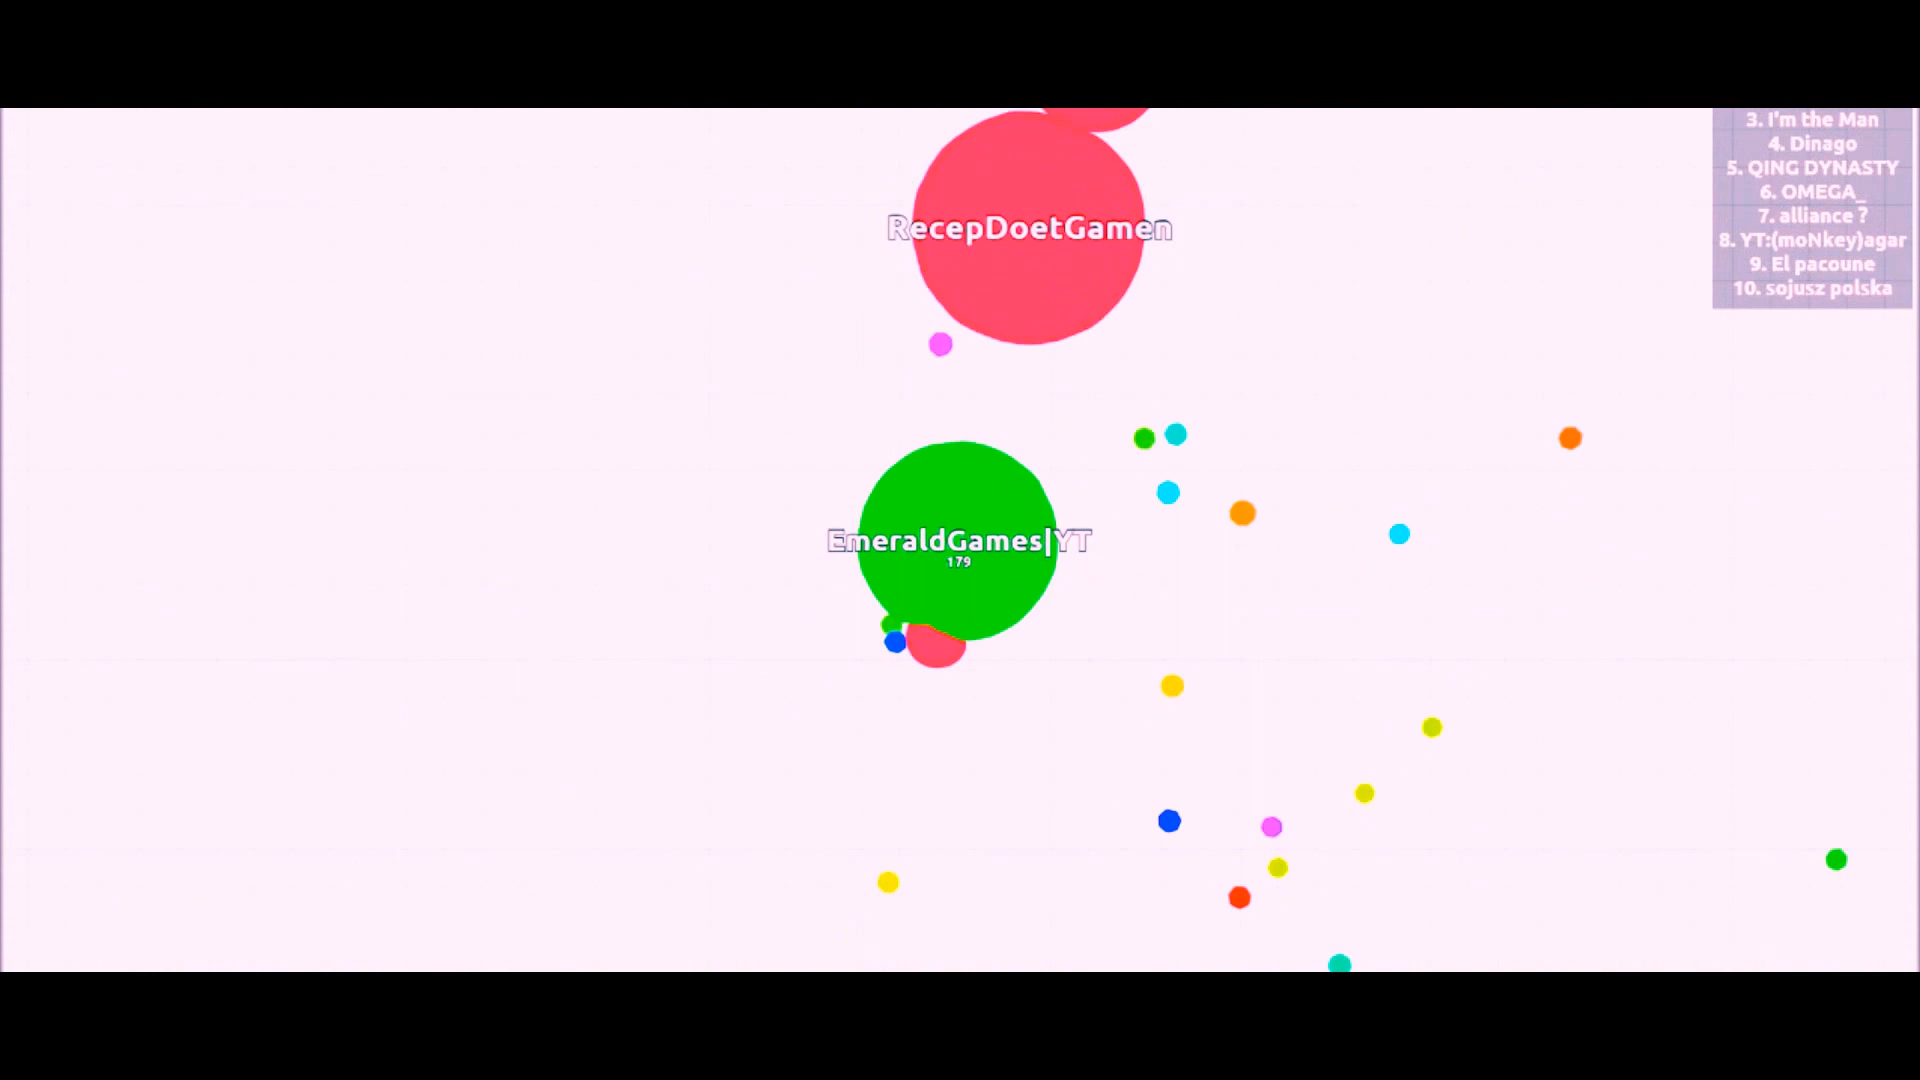 3. I'm the Man
4. Dinago
5. QING DYNASTY
6. OMEGA_
7. alliance ?
8. YT:(moNkey)agar
9. El pacoune
10. sojusz polska
RecepDoetGamen
EmeraldGames|YT
179